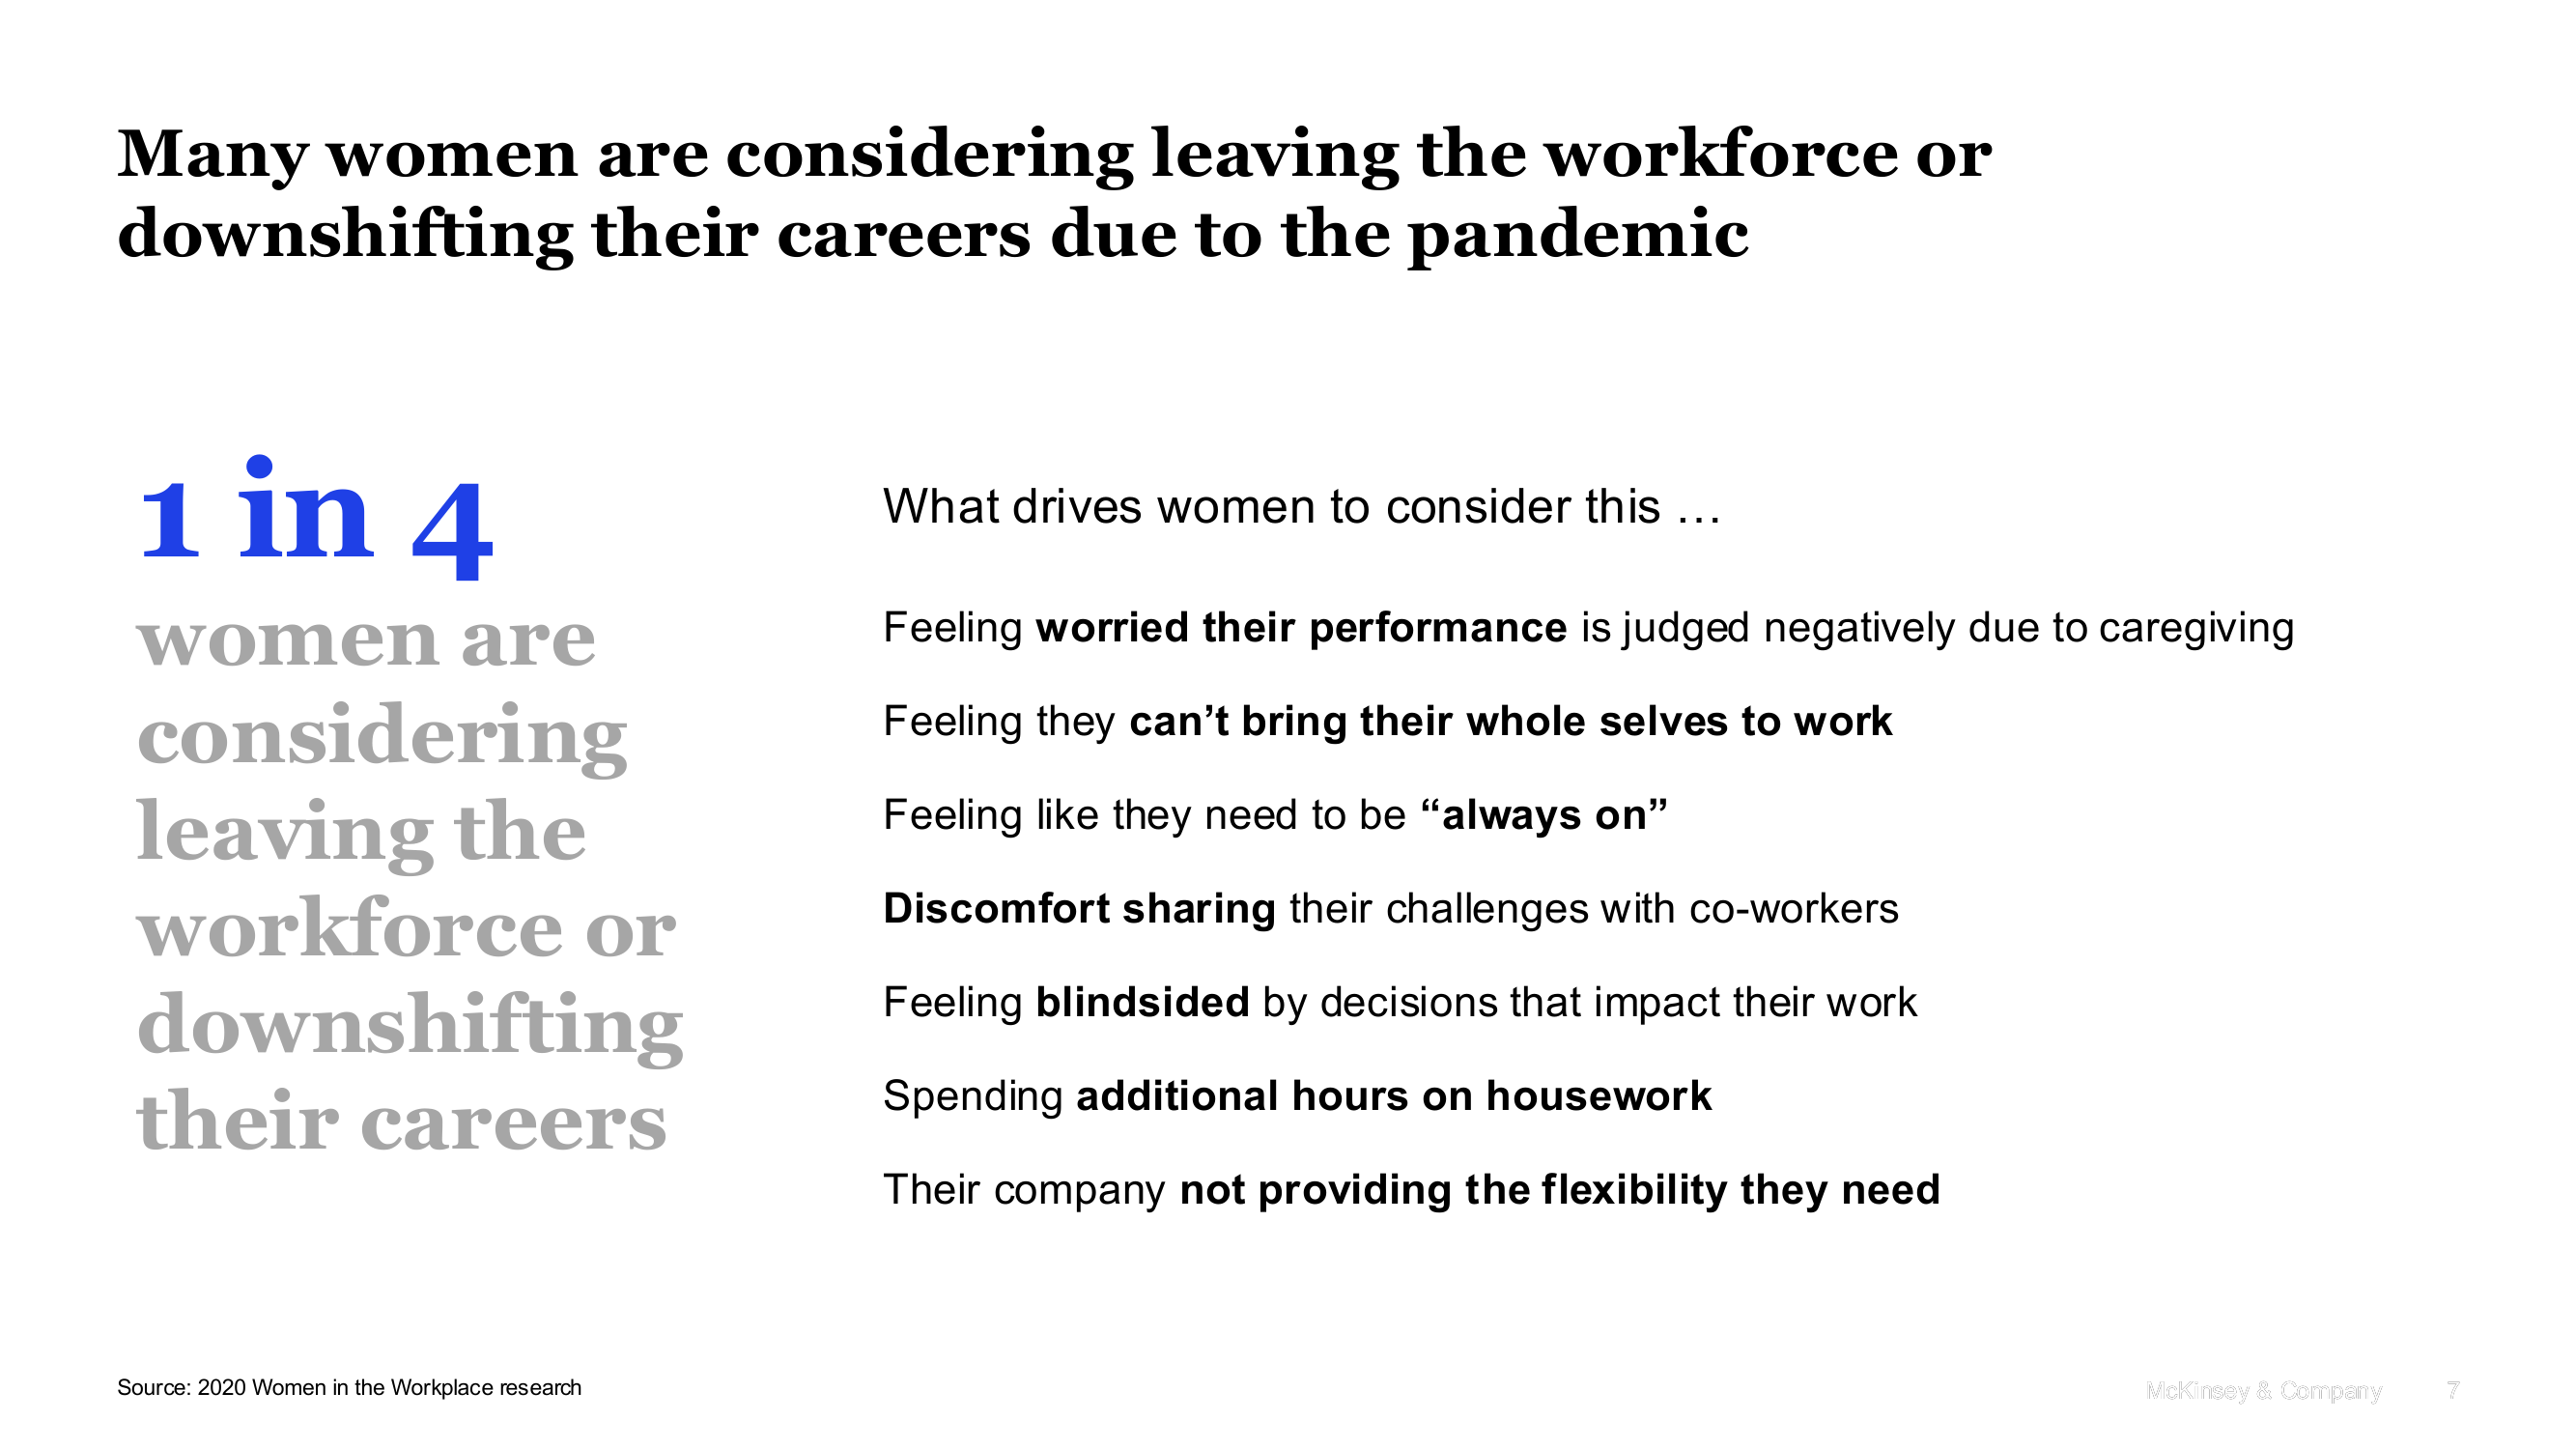 Many women are considering leaving the workforce or
downshifting their careers due to the pandemic
1 in 4
women are
considering
leaving the
workforce or
downshifting
their careers
What drives women to consider this …
Feeling worried their performance is judged negatively due to caregiving
Feeling they can’t bring their whole selves to work
Feeling like they need to be “always on”
Discomfort sharing their challenges with co-workers
Feeling blindsided by decisions that impact their work
Spending additional hours on housework
Their company not providing the flexibility they need
Source: 2020 Women in the Workplace research
McKinsey & Company 7